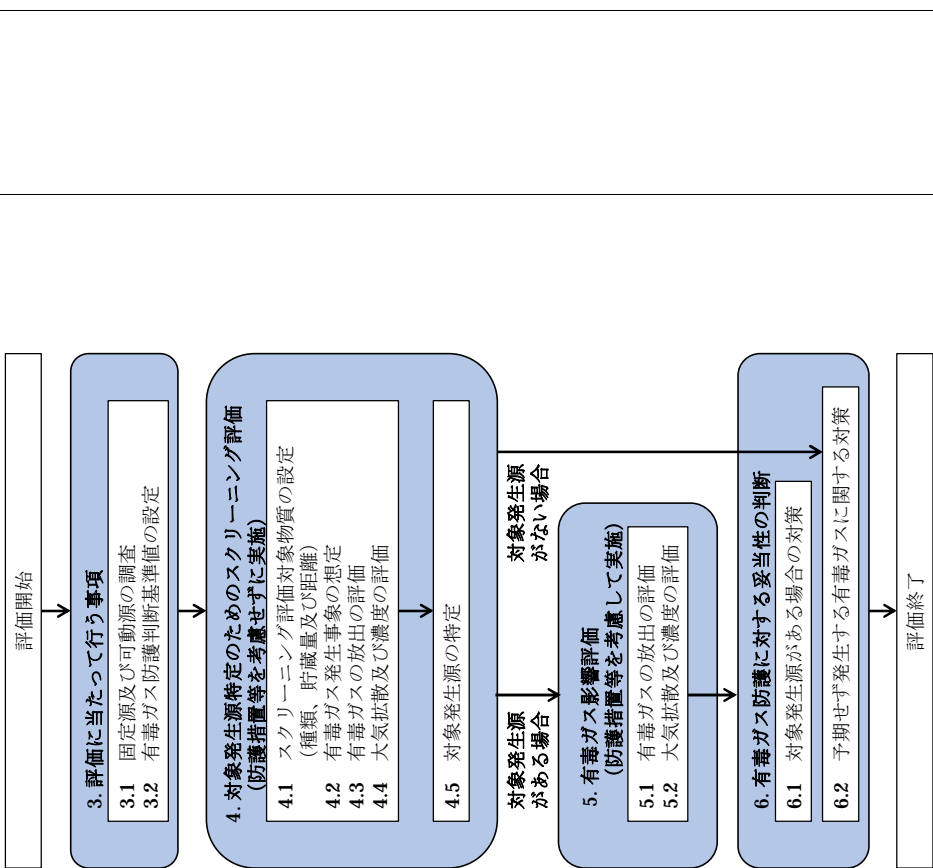 評価開始
3. 評価に当たって行う事項
3.1 固定源及び可動源の調査
3.2 有毒ガス防護判断基準値の設定
4. 対象発生源特定のためのスクリーニング評価
(防護措置等を考慮せずに実施)
4.1 スクリーニング評価対象物質の設定
(種類、貯蔵量及び距離)
4.2 有毒ガス発生事象の想定
4.3 有毒ガスの放出の評価
4.4 大気拡散及び濃度の評価
4.5 対象発生源の特定
対象発生源
がある場合
対象発生源
がない場合
5. 有毒ガス影響評価
(防護措置等を考慮して実施)
5.1 有毒ガスの放出の評価
5.2 大気拡散及び濃度の評価
6. 有毒ガス防護に対する妥当性の判断
6.1 対象発生源がある場合の対策
6.2 予期せず発生する有毒ガスに関する対策
評価終了